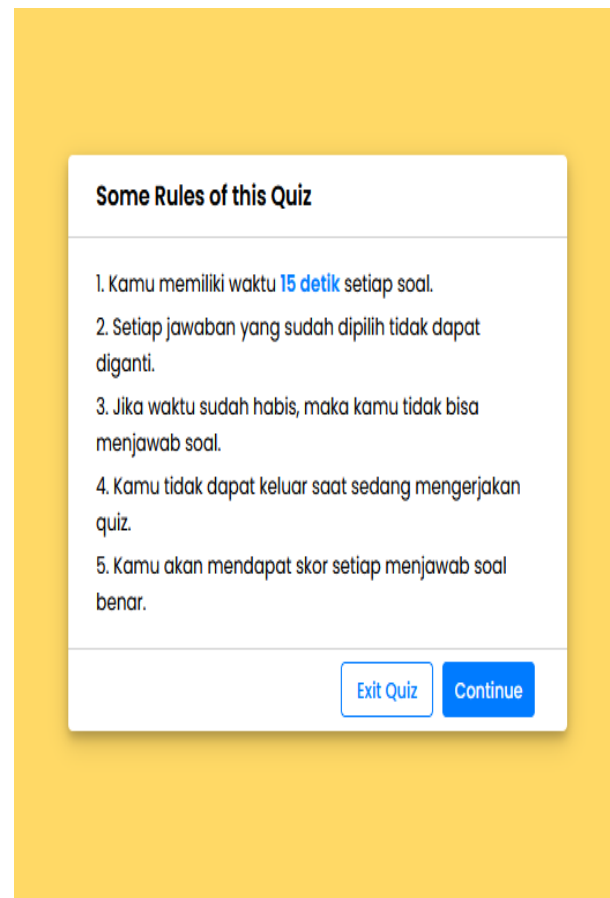 Some Rules of this Quiz
1. Kamu memiliki waktu 15 detik setiap soal.
2. Setiap jawaban yang sudah dipilih tidak dapat
diganti.
3. Jika waktu sudah habis, maka kamu tidak bisa
menjawab soal.
4. Kamu tidak dapat keluar saat sedang mengerjakan
quiz.
5. Kamu akan mendapat skor setiap menjawab soal
benar.
Exit Quiz
Continue